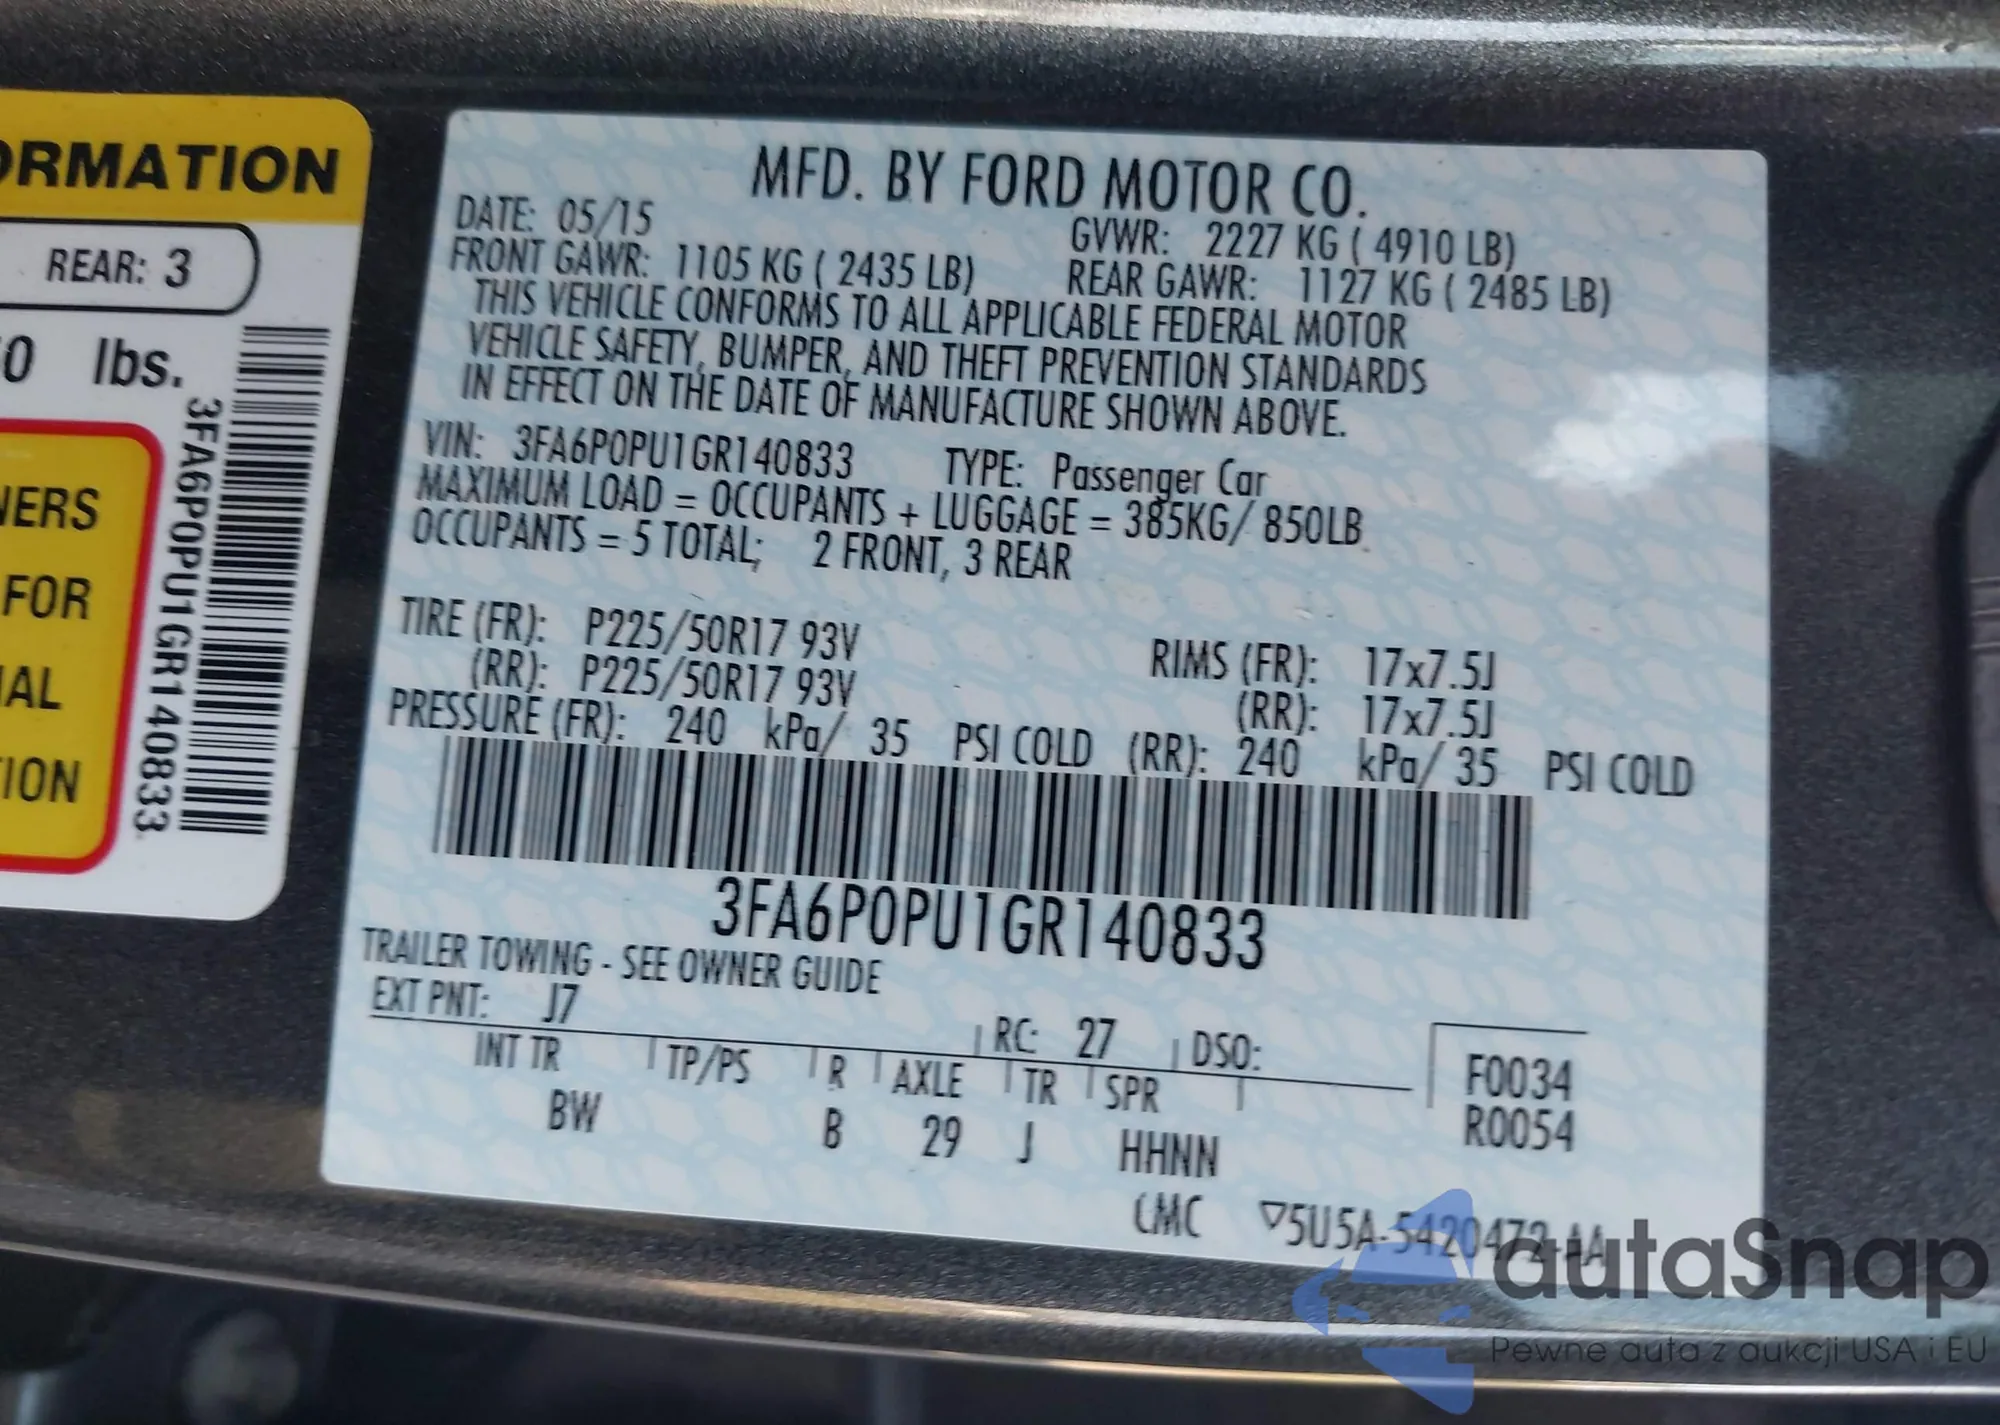 ORMATION
REAR: 3
0 lbs.
NERS
FOR
IAL
TION
3FA6P0PU1GR140833
MFD. BY FORD MOTOR CO.
DATE: 05/15
GVWR: 2227 KG ( 4910 LB)
FRONT GAWR: 1105 KG ( 2435 LB)
REAR GAWR: 1127 KG ( 2485 LB)
THIS VEHICLE CONFORMS TO ALL APPLICABLE FEDERAL MOTOR
VEHICLE SAFETY, BUMPER, AND THEFT PREVENTION STANDARDS
IN EFFECT ON THE DATE OF MANUFACTURE SHOWN ABOVE.
VIN: 3FA6P0PU1GR140833 TYPE: Passenger Car
MAXIMUM LOAD = OCCUPANTS + LUGGAGE = 385KG/ 850LB
OCCUPANTS = 5 TOTAL; 2 FRONT, 3 REAR
TIRE (FR): P225/50R17 93V RIMS (FR): 17x7.5J
(RR): P225/50R17 93V (RR): 17x7.5J
PRESSURE (FR): 240 kPa/ 35 PSI COLD (RR): 240 kPa/ 35 PSI COLD
3FA6P0PU1GR140833
TRAILER TOWING - SEE OWNER GUIDE
EXT PNT: J7 RC: 27 DSO:
INT TR TP/PS R AXLE TR SPR
BW B 29 J HHNN
F0034
R0054
CMC ▽5U5A-5420472-AA
autaSnap
Pewne auta z aukcji USA i EU